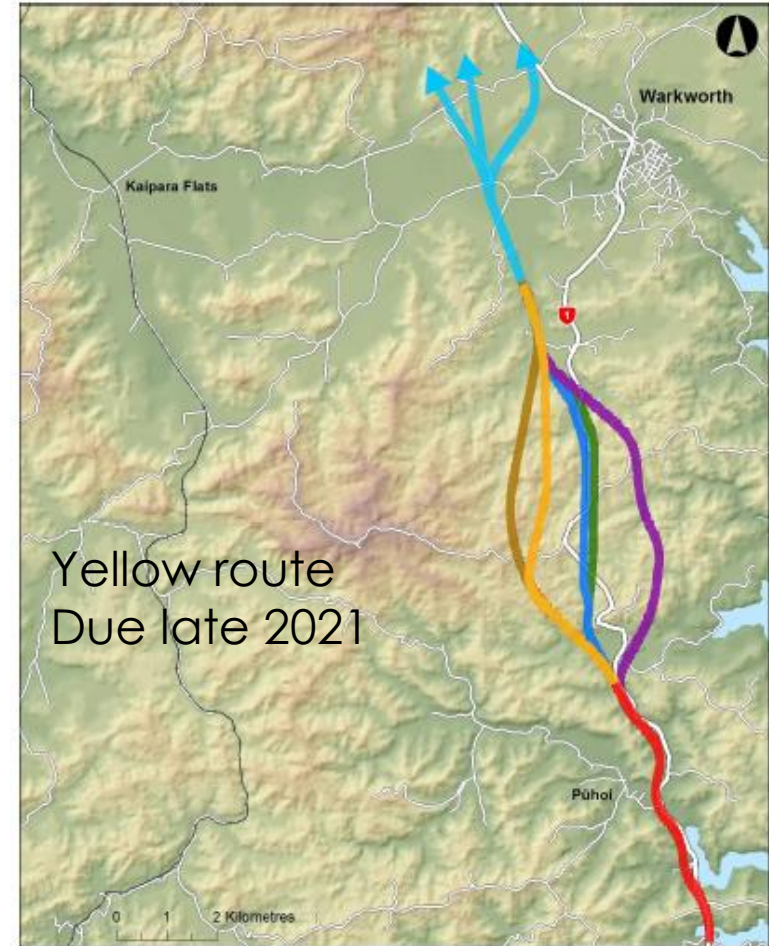 Warkworth
Kaipara Flats
1
Yellow route
Due late 2021
Pūhoi
0 1 2 Kilometres